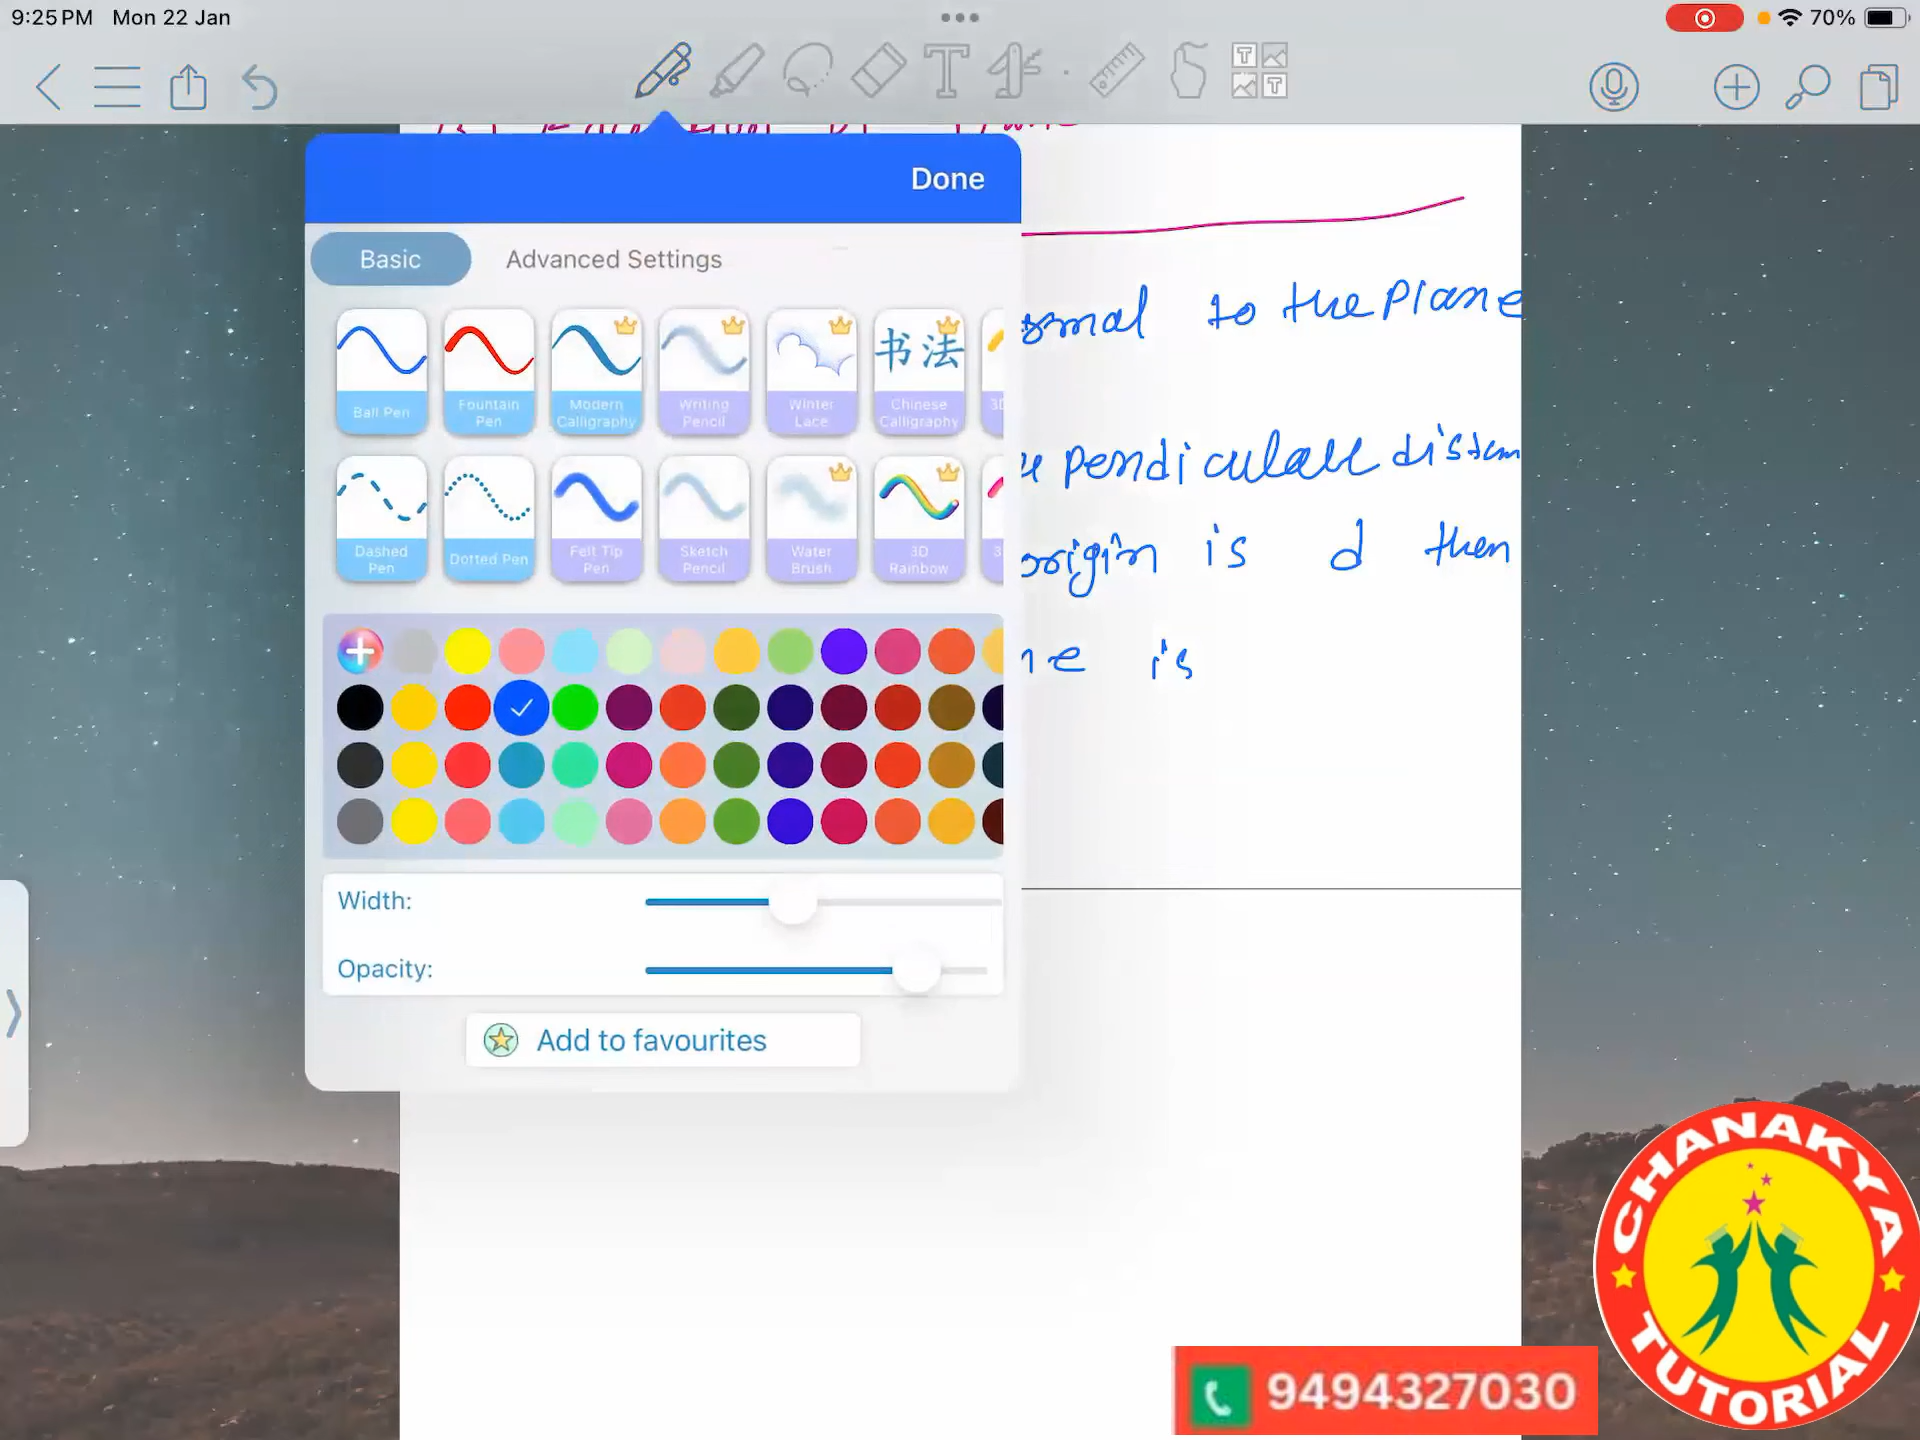 9:25 PM Mon 22 Jan
70%
Done
Basic Advanced Settings
Ball Pen
Fountain Pen
Modern Calligraphy
Writing Pencil
Winter Lace
书法
Chinese Calligraphy
Dashed Pen
Dotted Pen
Felt Tip Pen
Sketch Pencil
Water Brush
3D Rainbow
Width:
Opacity:
Add to favourites
to the Plane
pendiculare
origin is d then
is
CHANAKYA
TUTORIAL
9494327030